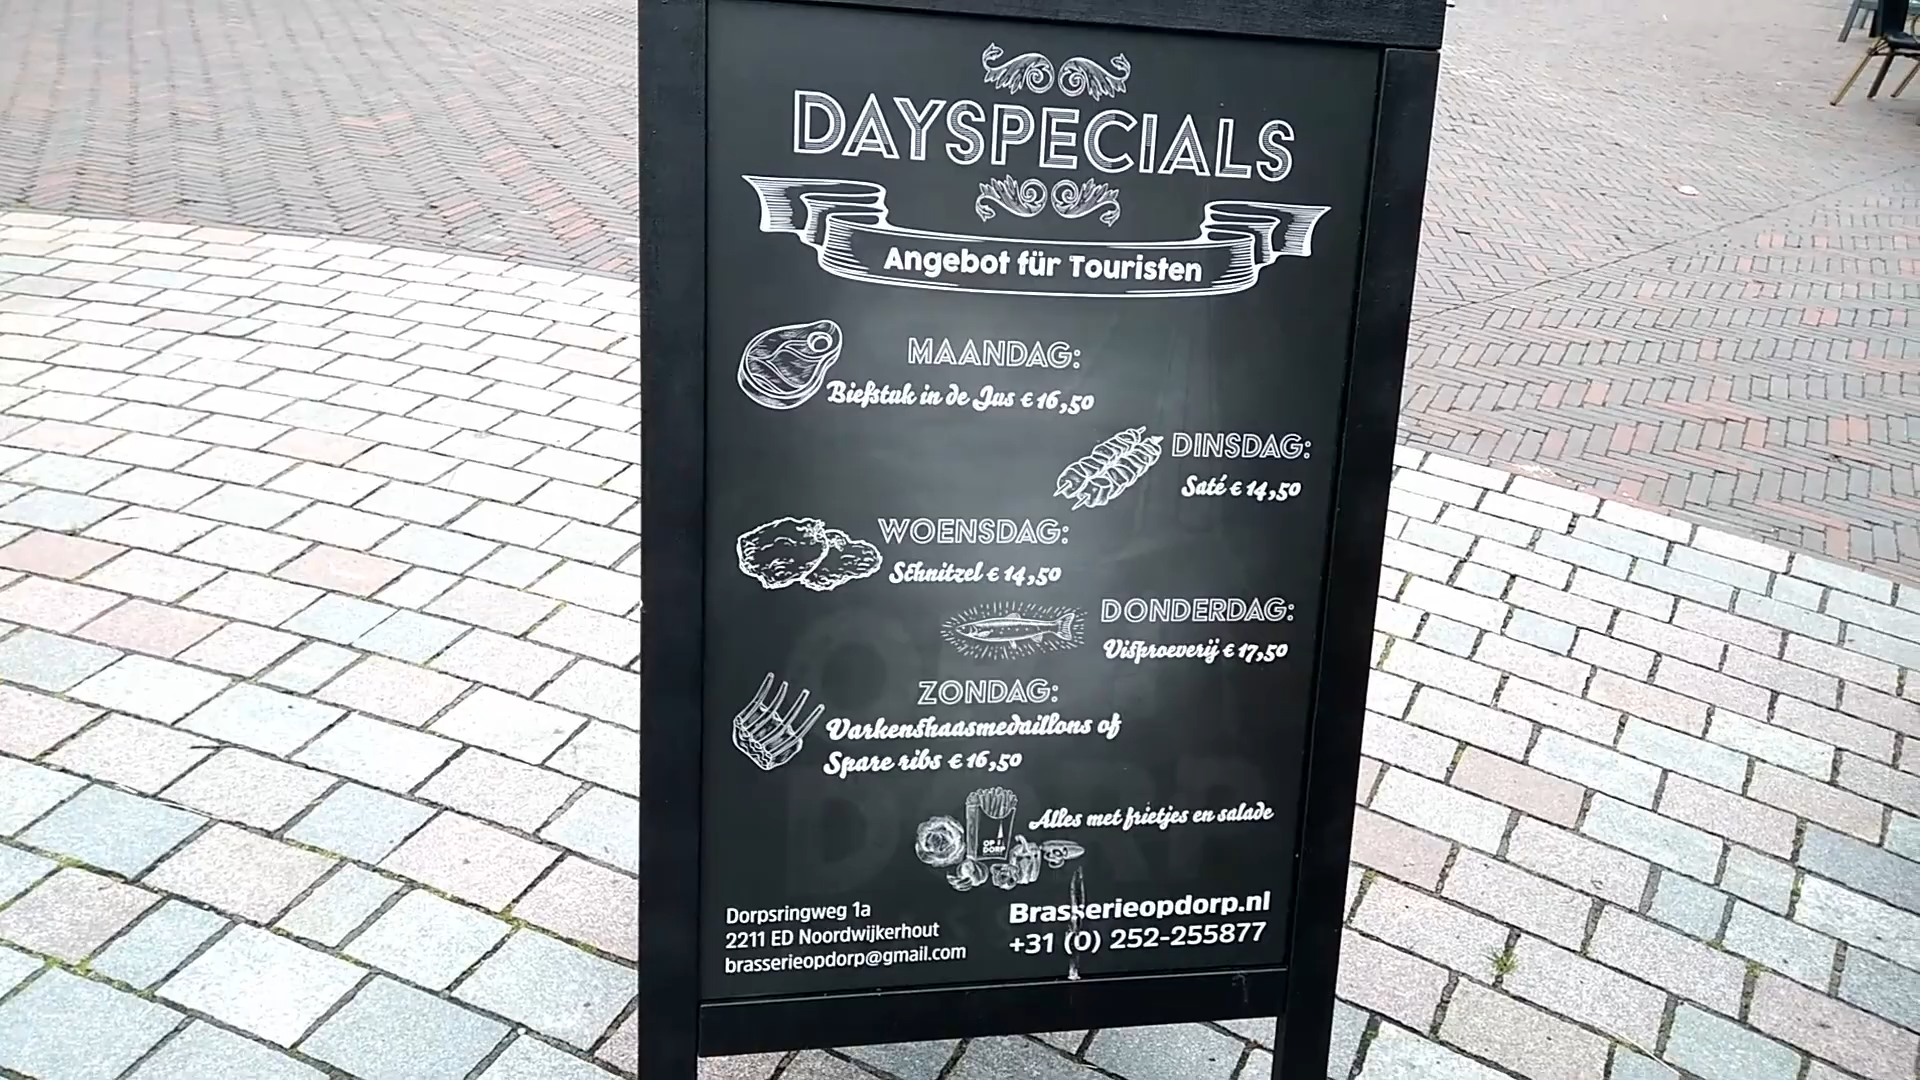 DAYSPECIALS
Angebot für Touristen
MAANDAG:
Biefstuk in de Jus € 16,50
DINSDAG:
Saté € 14,50
WOENSDAG:
Schnitzel € 14,50
DONDERDAG:
Visproeverij € 17,50
ZONDAG:
Varkenshaasmedaillons of
Spare ribs € 16,50
Alles met frietjes en salade
OP
DORP
Dorpsringweg 1a
2211 ED Noordwijkerhout
brasserieopdorp@gmail.com
Brasserieopdorp.nl
+31 (0) 252-255877